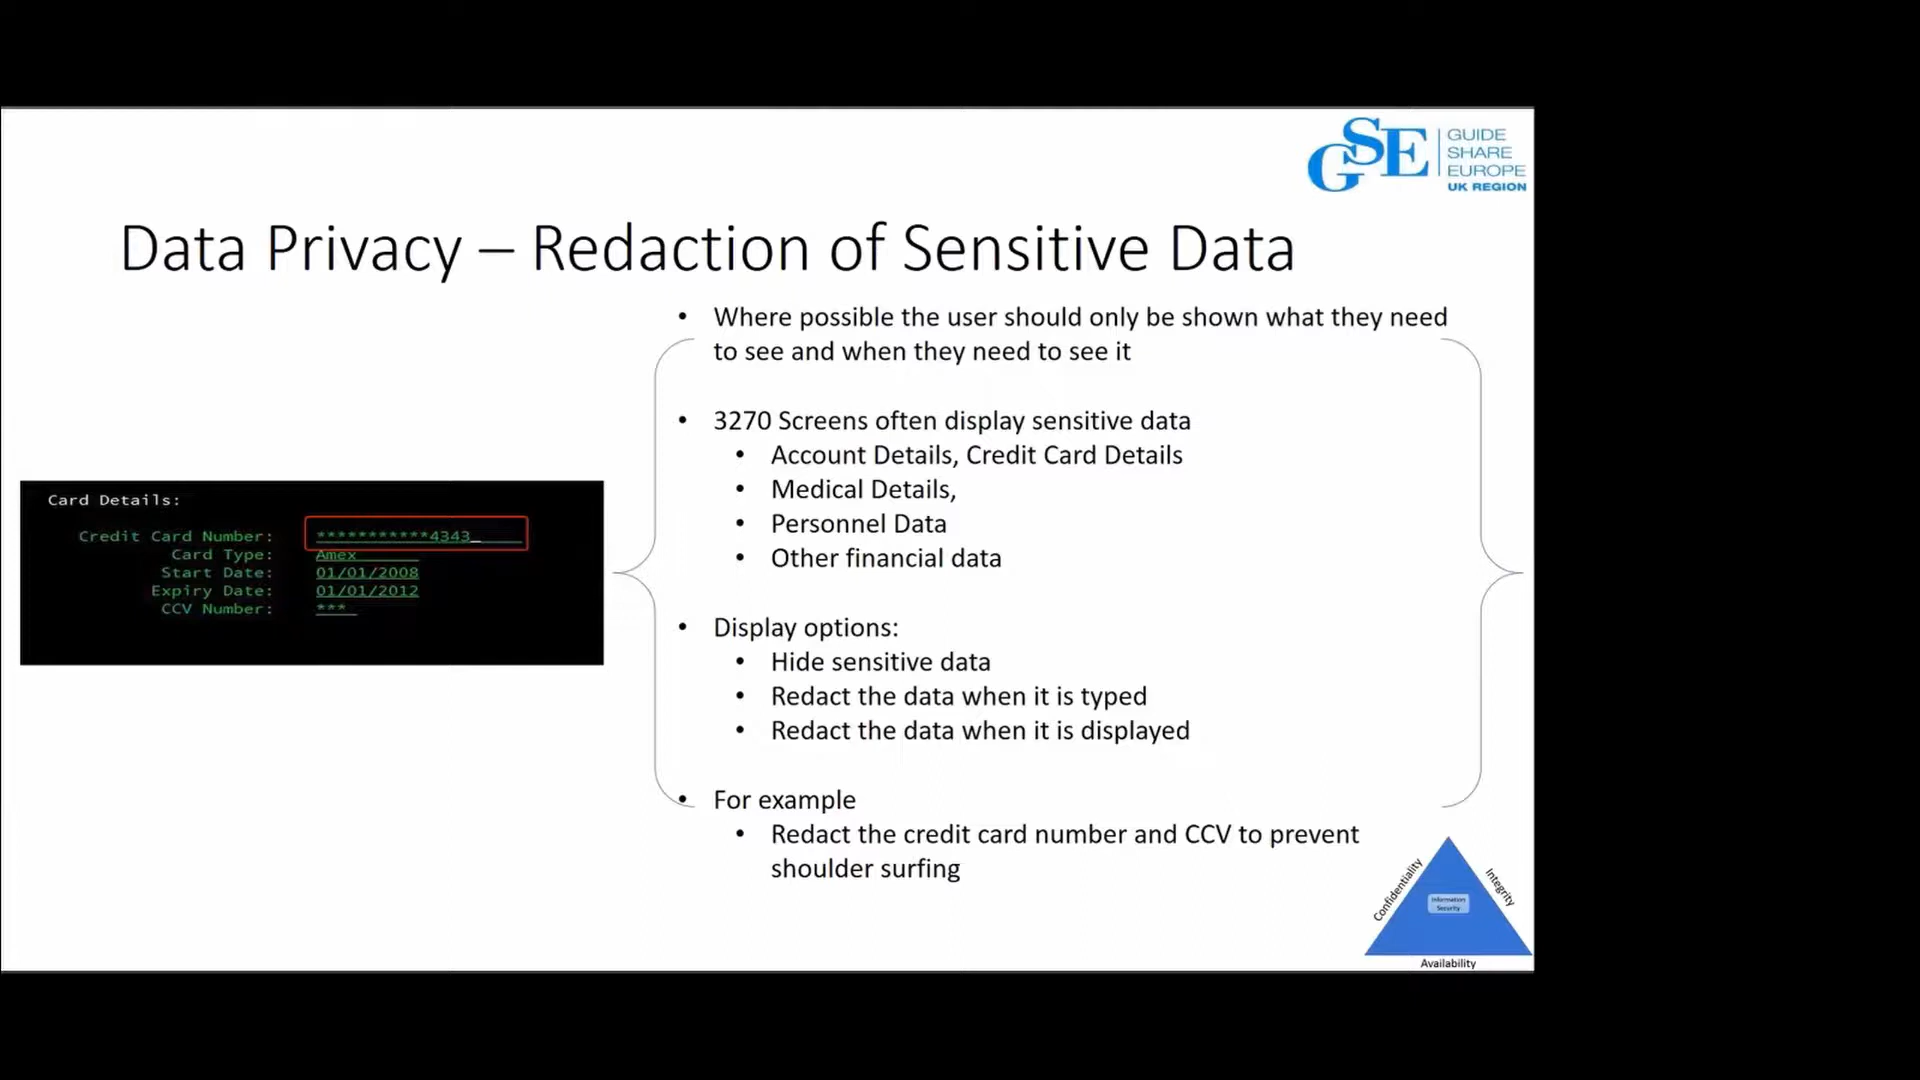 GSE
GUIDE
SHARE
EUROPE
UK REGION
Data Privacy – Redaction of Sensitive Data
• Where possible the user should only be shown what they need
to see and when they need to see it
• 3270 Screens often display sensitive data
• Account Details, Credit Card Details
• Medical Details,
• Personnel Data
• Other financial data
• Display options:
• Hide sensitive data
• Redact the data when it is typed
• Redact the data when it is displayed
• For example
• Redact the credit card number and CCV to prevent
shoulder surfing
Card Details:
Credit Card Number: ***********4343_
Card Type: Amex
Start Date: 01/01/2008
Expiry Date: 01/01/2012
CCV Number: ***
Confidentiality
Integrity
Information
Security
Availability